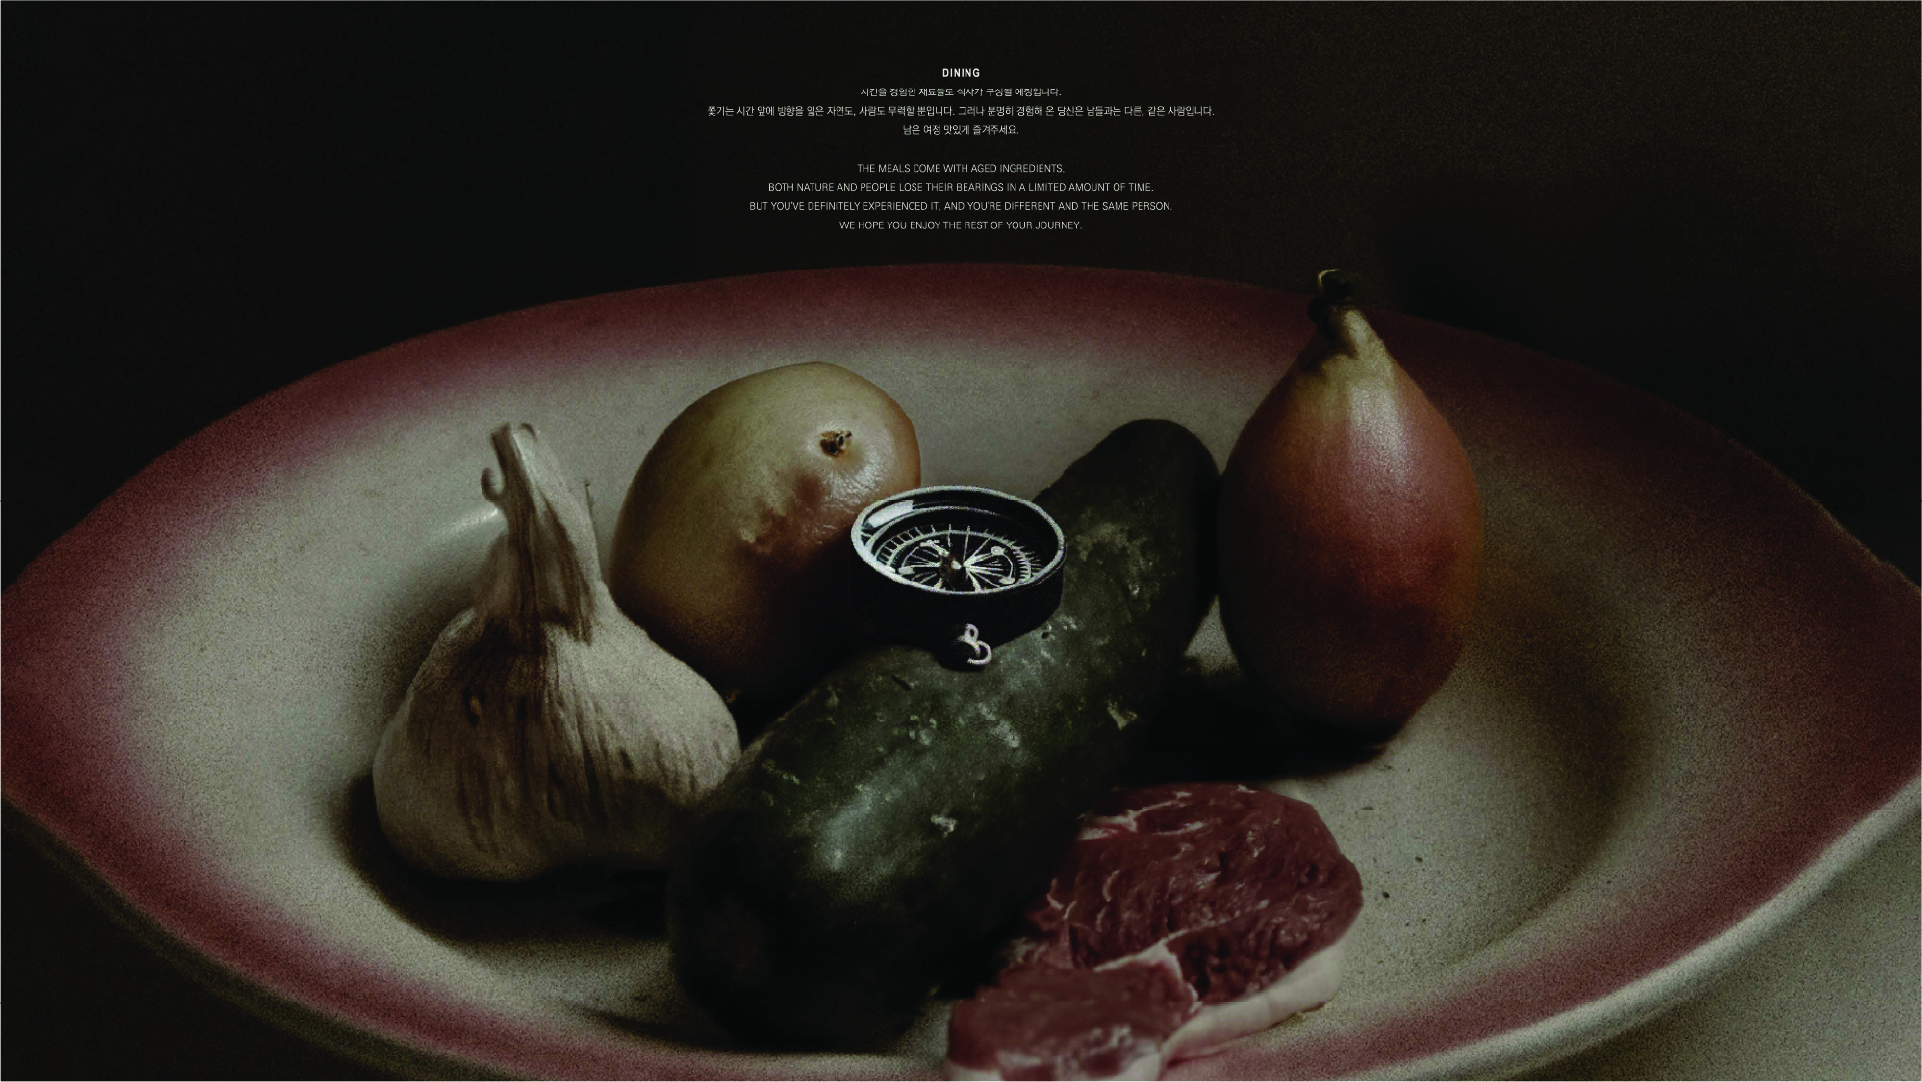 DINING
시간을 경험한 재료들로 식사가 구성될 예정입니다.
쫓기는 시간 앞에 방향을 잃은 자연도, 사람도 무력할 뿐입니다. 그러나 분명히 경험해 온 당신은 남들과는 다른, 같은 사람입니다.
남은 여정 맛있게 즐겨주세요.
THE MEALS COME WITH AGED INGREDIENTS.
BOTH NATURE AND PEOPLE LOSE THEIR BEARINGS IN A LIMITED AMOUNT OF TIME.
BUT YOU'VE DEFINITELY EXPERIENCED IT, AND YOU'RE DIFFERENT AND THE SAME PERSON.
WE HOPE YOU ENJOY THE REST OF YOUR JOURNEY.